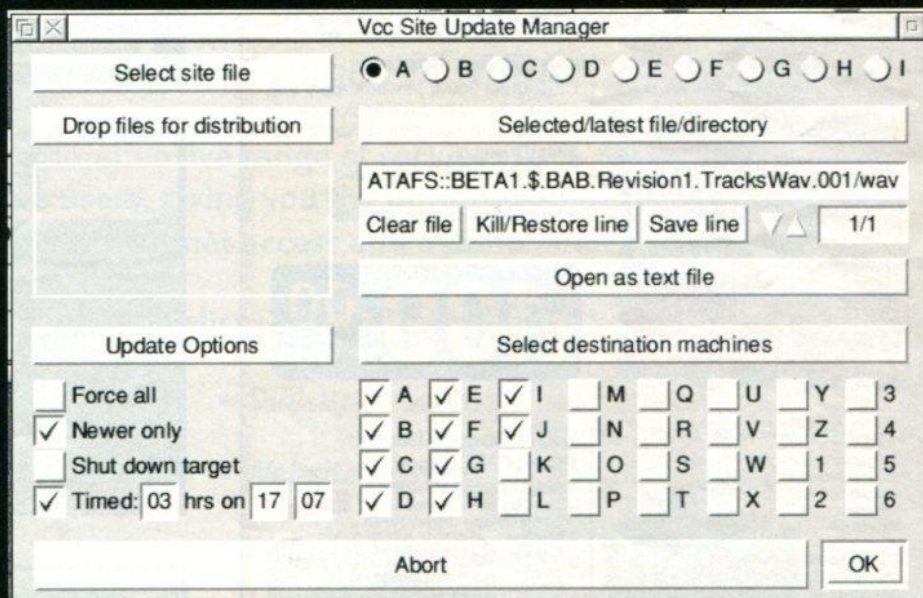 Vcc Site Update Manager
Select site file
A B C D E F G H I
Drop files for distribution
Selected/latest file/directory
ATAFS::BETA1.$.BAB.Revision1.TracksWav.001/wav
Clear file Kill/Restore line Save line 1/1
Open as text file
Update Options
Select destination machines
Force all
Newer only
Shut down target
Timed: 03 hrs on 17 07
A E I M Q U Y 3
B F J N R V Z 4
C G K O S W 1 5
D H L P T X 2 6
Abort
OK